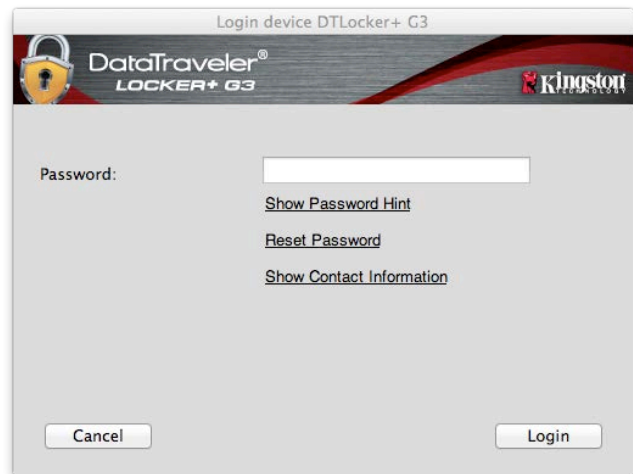 Login device DTLocker+ G3
DataTraveler®
LOCKER+ G3
Kingston
TECHNOLOGY
Password:
Show Password Hint
Reset Password
Show Contact Information
Cancel
Login